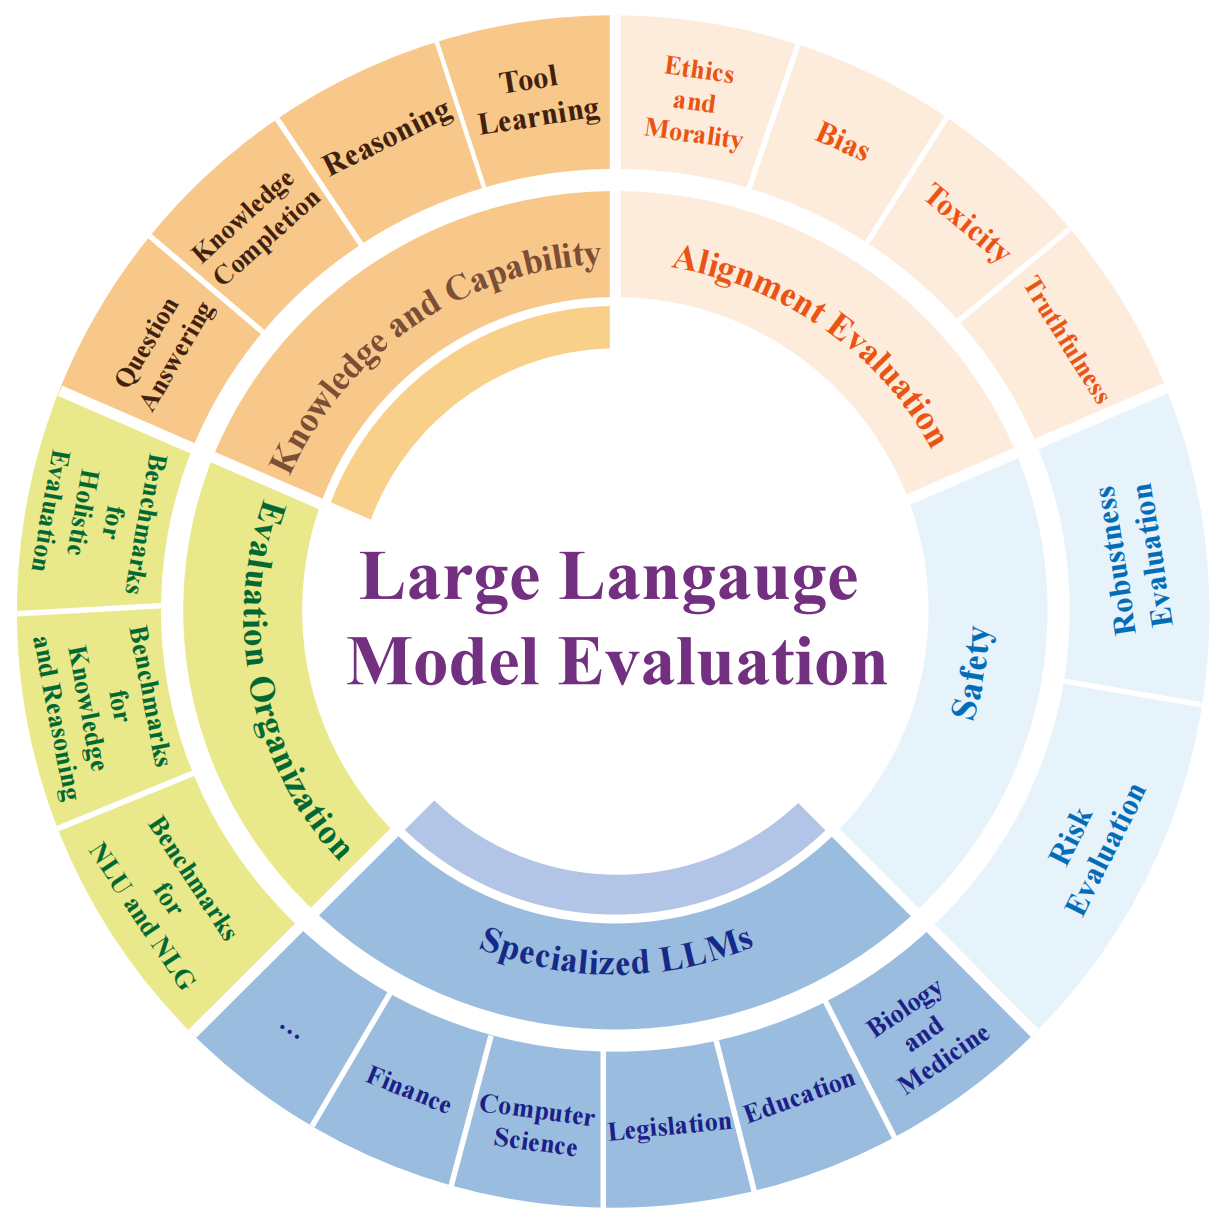 Large Langauge
Model Evaluation
Knowledge and Capability
Question
Answering
Knowledge
Completion
Reasoning
Tool
Learning
Alignment Evaluation
Ethics
and
Morality
Bias
Toxicity
Truthfulness
Safety
Robustness
Evaluation
Risk
Evaluation
Specialized LLMs
Biology
and
Medicine
Education
Legislation
Computer
Science
Finance
...
Evaluation Organization
Benchmarks
for
NLU and NLG
Benchmarks
for
Knowledge
and Reasoning
Benchmarks
for
Holistic
Evaluation